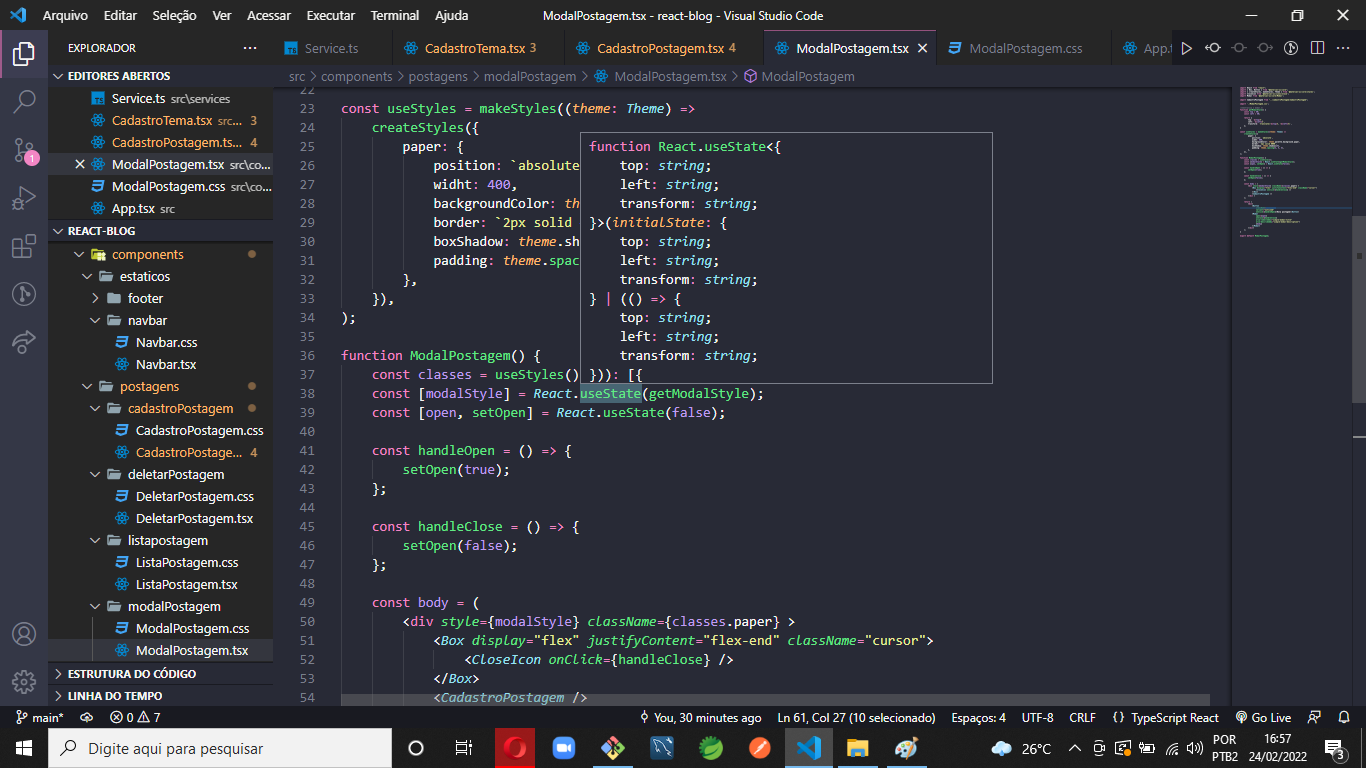 Arquivo Editar Seleção Ver Acessar Executar Terminal Ajuda ModalPostagem.tsx - react-blog - Visual Studio Code
EXPLORADOR
Service.ts CadastroTema.tsx 3 CadastroPostagem.tsx 4 ModalPostagem.tsx ModalPostagem.css App.t
EDITORES ABERTOS
src > components > postagens > modalPostagem > ModalPostagem.tsx > ModalPostagem
Service.ts src\services
CadastroTema.tsx src... 3
CadastroPostagem.ts... 4
ModalPostagem.tsx src\co...
ModalPostagem.css src\co...
App.tsx src
REACT-BLOG
components
estaticos
footer
navbar
Navbar.css
Navbar.tsx
postagens
cadastroPostagem
CadastroPostagem.css
CadastroPostage... 4
deletarPostagem
DeletarPostagem.css
DeletarPostagem.tsx
listapostagem
ListaPostagem.css
ListaPostagem.tsx
modalPostagem
ModalPostagem.css
ModalPostagem.tsx
ESTRUTURA DO CÓDIGO
LINHA DO TEMPO
1
22
23 const useStyles = makeStyles((theme: Theme) =>
24 createStyles({
25 paper: {
26 position: `absolute
27 widht: 400,
28 backgroundColor: th
29 border: `2px solid
30 boxShadow: theme.sh
31 padding: theme.spac
32 },
33 }),
34 );
35
36 function ModalPostagem() {
37 const classes = useStyles()
38 const [modalStyle] = React.useState(getModalStyle);
39 const [open, setOpen] = React.useState(false);
40
41 const handleOpen = () => {
42 setOpen(true);
43 };
44
45 const handleClose = () => {
46 setOpen(false);
47 };
48
49 const body = (
50 <div style={modalStyle} className={classes.paper} >
51 <Box display="flex" justifyContent="flex-end" className="cursor">
52 <CloseIcon onClick={handleClose} />
53 </Box>
54 <CadastroPostagem />
function React.useState<{
top: string;
left: string;
transform: string;
}>(initialState: {
top: string;
left: string;
transform: string;
} | (() => {
top: string;
left: string;
transform: string;
})): [{
main* 0 7 You, 30 minutes ago Ln 61, Col 27 (10 selecionado) Espaços: 4 UTF-8 CRLF {} TypeScript React Go Live
Digite aqui para pesquisar
26°C
POR
PTB2
16:57
24/02/2022
3